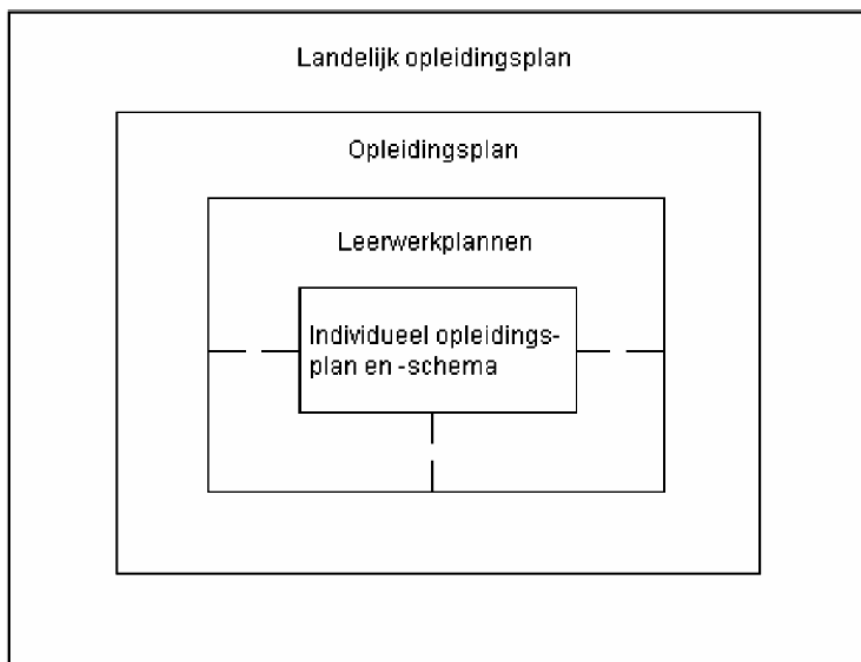 Landelijk opleidingsplan
Opleidingsplan
Leerwerkplannen
Individueel opleidings-
plan en -schema